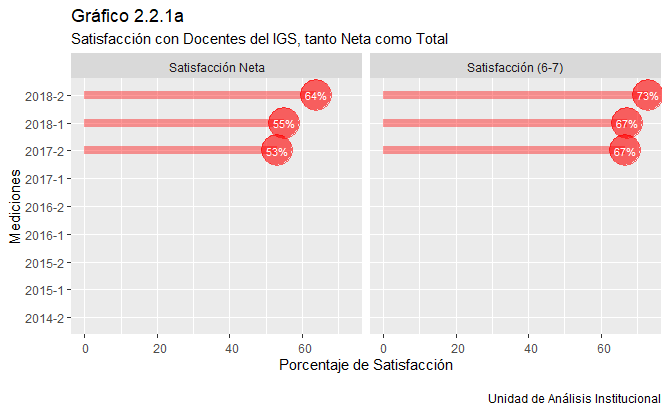 Gráfico 2.2.1a
Satisfacción con Docentes del IGS, tanto Neta como Total
Satisfacción Neta
Satisfacción (6-7)
Mediciones
2018-2
64%
73%
2018-1
55%
67%
2017-2
53%
67%
2017-1
2016-2
2016-1
2015-2
2015-1
2014-2
0 20 40 60
0 20 40 60
Porcentaje de Satisfacción
Unidad de Análisis Institucional